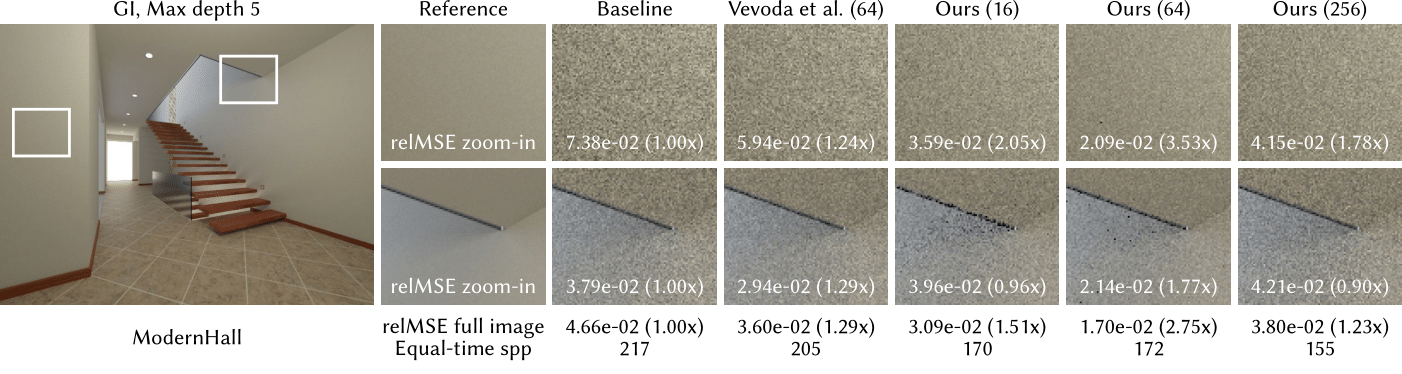 GI, Max depth 5 Reference Baseline Vevoda et al. (64) Ours (16) Ours (64) Ours (256)
relMSE zoom-in 7.38e-02 (1.00x) 5.94e-02 (1.24x) 3.59e-02 (2.05x) 2.09e-02 (3.53x) 4.15e-02 (1.78x)
relMSE zoom-in 3.79e-02 (1.00x) 2.94e-02 (1.29x) 3.96e-02 (0.96x) 2.14e-02 (1.77x) 4.21e-02 (0.90x)
ModernHall
relMSE full image 4.66e-02 (1.00x) 3.60e-02 (1.29x) 3.09e-02 (1.51x) 1.70e-02 (2.75x) 3.80e-02 (1.23x)
Equal-time spp 217 205 170 172 155